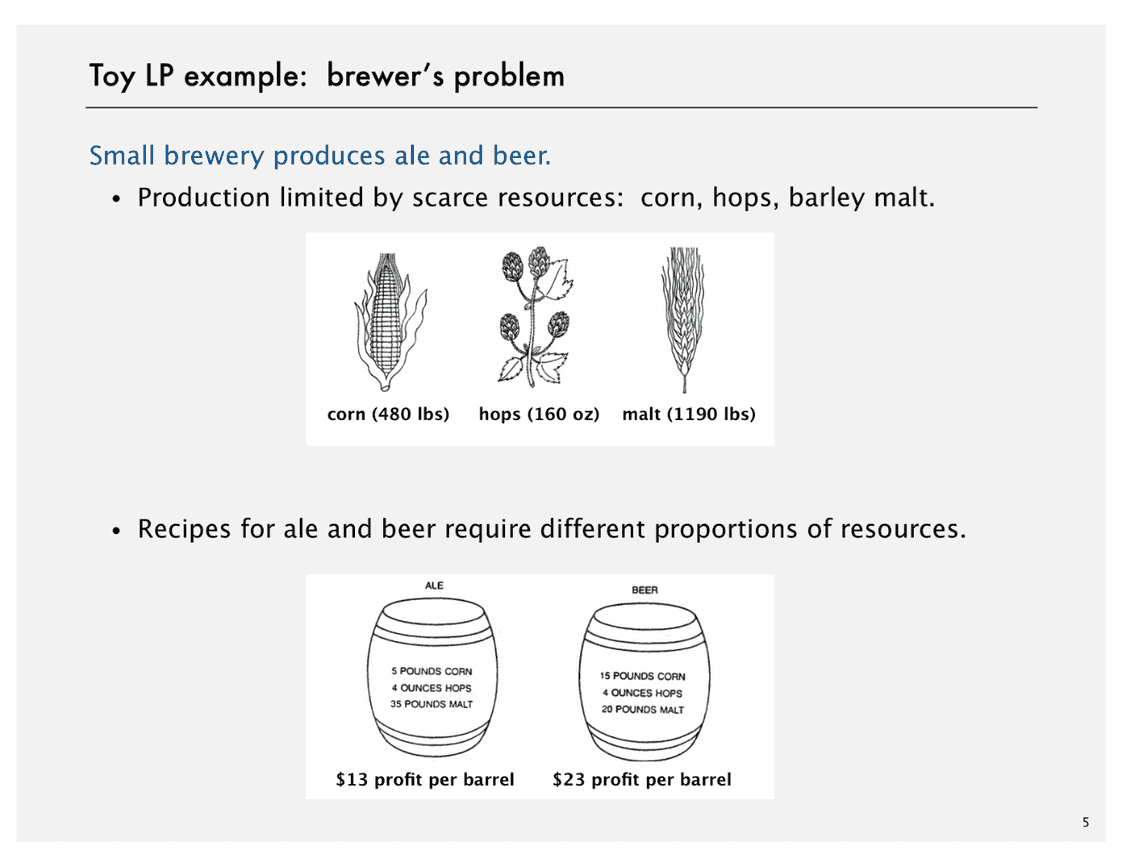 Toy LP example: brewer’s problem
Small brewery produces ale and beer.
• Production limited by scarce resources: corn, hops, barley malt.
corn (480 lbs) hops (160 oz) malt (1190 lbs)
• Recipes for ale and beer require different proportions of resources.
ALE
BEER
5 POUNDS CORN
4 OUNCES HOPS
35 POUNDS MALT
15 POUNDS CORN
4 OUNCES HOPS
20 POUNDS MALT
$13 profit per barrel
$23 profit per barrel
5